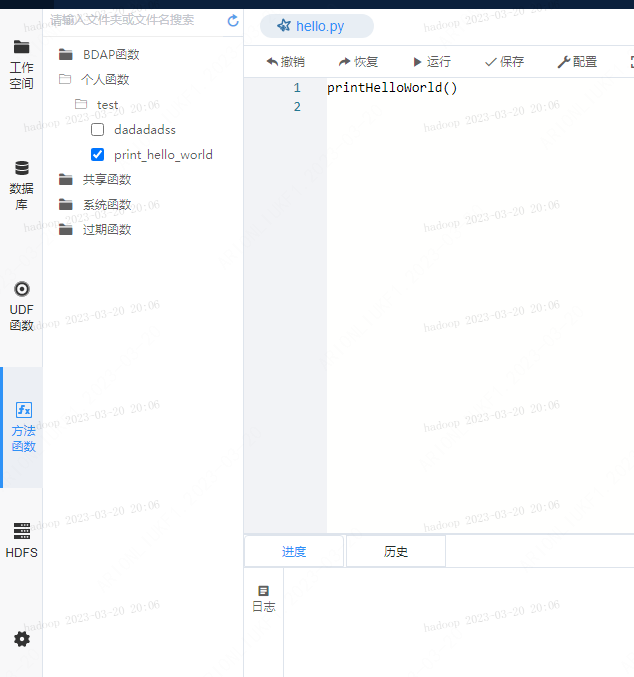 请输入文件夹或文件名搜索
hello.py
工作
空间
BDAP函数
个人函数
test
dadadadss
print_hello_world
共享函数
系统函数
过期函数
数据
库
UDF
函数
方法
函数
HDFS
撤销
恢复
运行
保存
配置
1
printHelloWorld()
2
进度
历史
日志
hadoop 2023-03-20 20:06